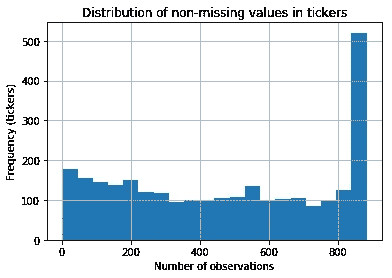 Distribution of non-missing values in tickers
500
400
300
200
100
0
Frequency (tickers)
0 200 400 600 800
Number of observations